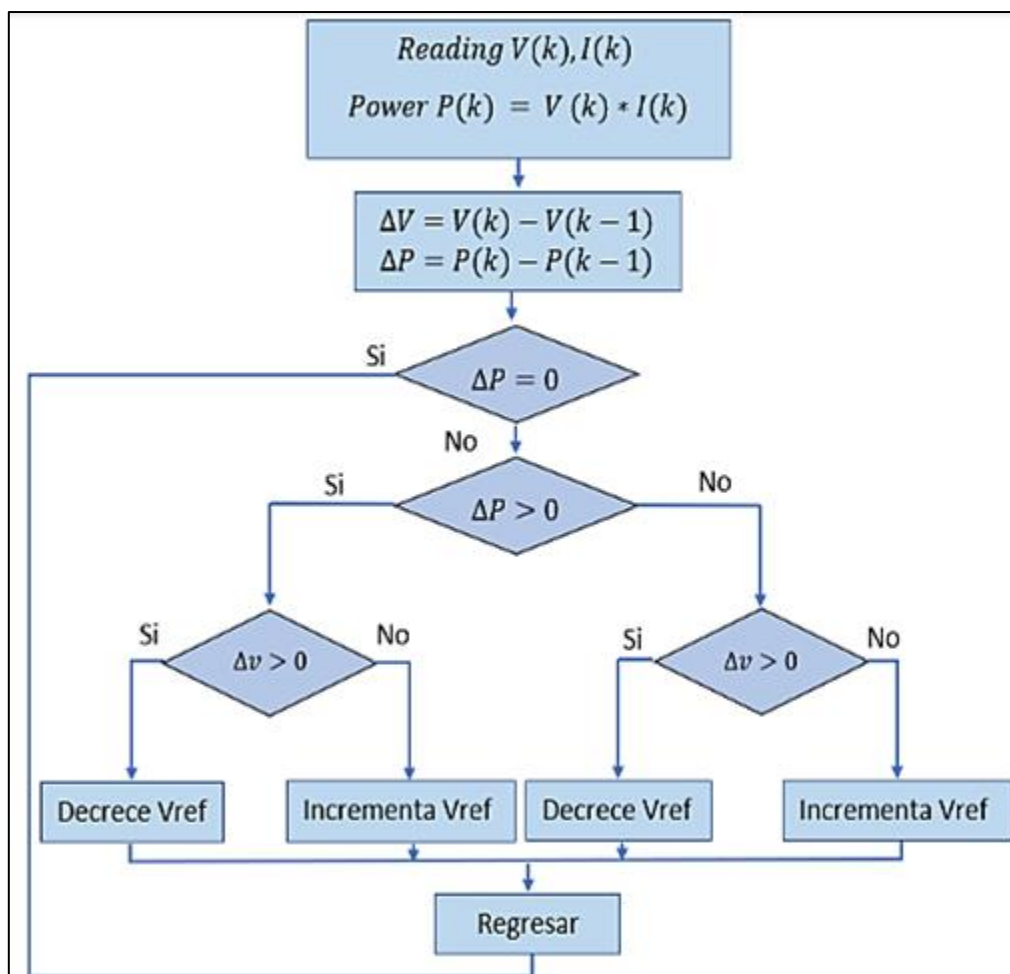 Reading V(k), I(k)
Power P(k) = V (k) * I(k)
ΔV = V(k) − V(k − 1)
ΔP = P(k) − P(k − 1)
Si
ΔP = 0
No
Si
ΔP > 0
No
Si
Δv > 0
No
Si
Δv > 0
No
Decrece Vref
Incrementa Vref
Decrece Vref
Incrementa Vref
Regresar